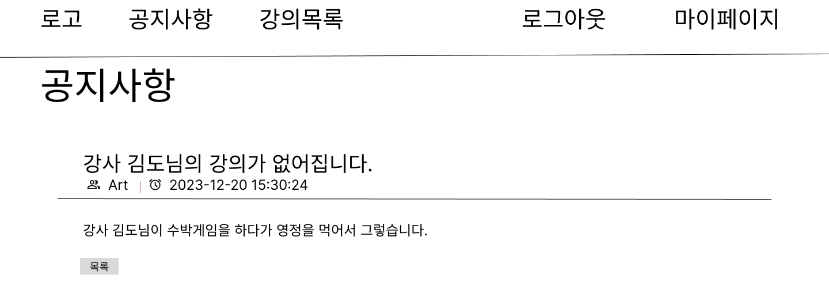 로고 공지사항 강의목록 로그아웃 마이페이지
공지사항
강사 김도님의 강의가 없어집니다.
Art | 2023-12-20 15:30:24
강사 김도님이 수박게임을 하다가 영정을 먹어서 그렇습니다.
목록